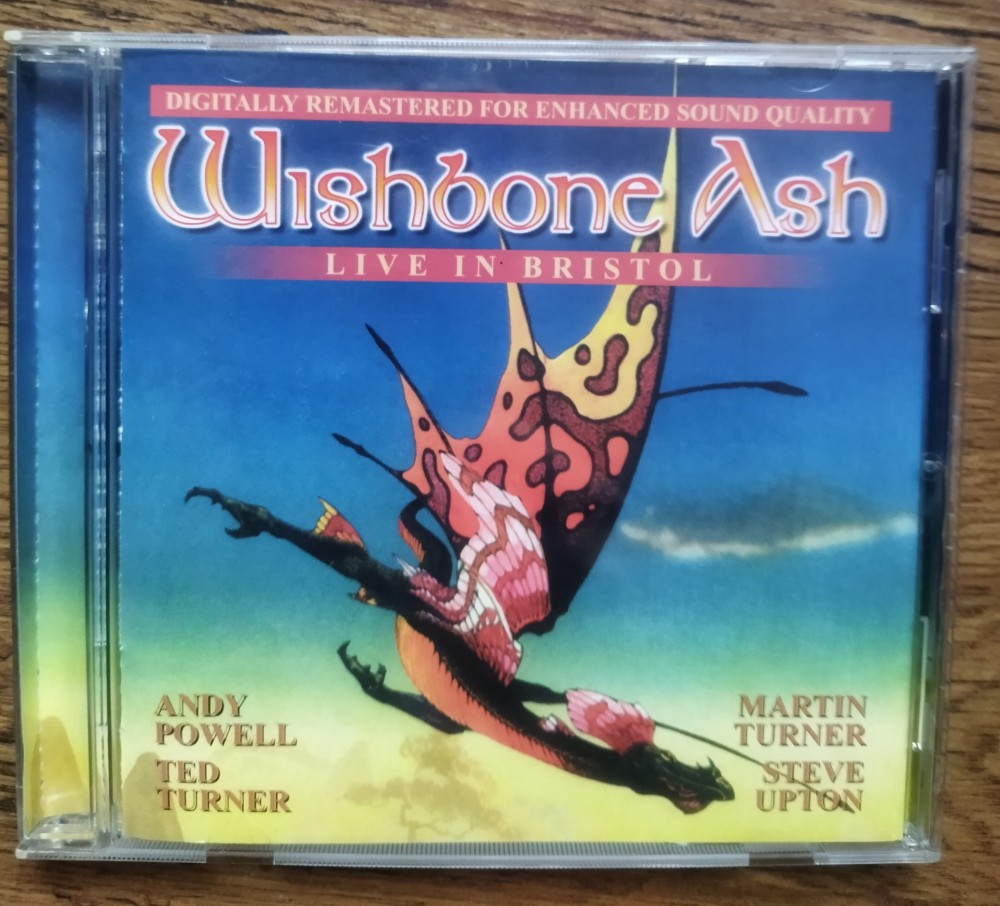 DIGITALLY REMASTERED FOR ENHANCED SOUND QUALITY
Wishbone Ash
LIVE IN BRISTOL
ANDY
POWELL
TED
TURNER
MARTIN
TURNER
STEVE
UPTON